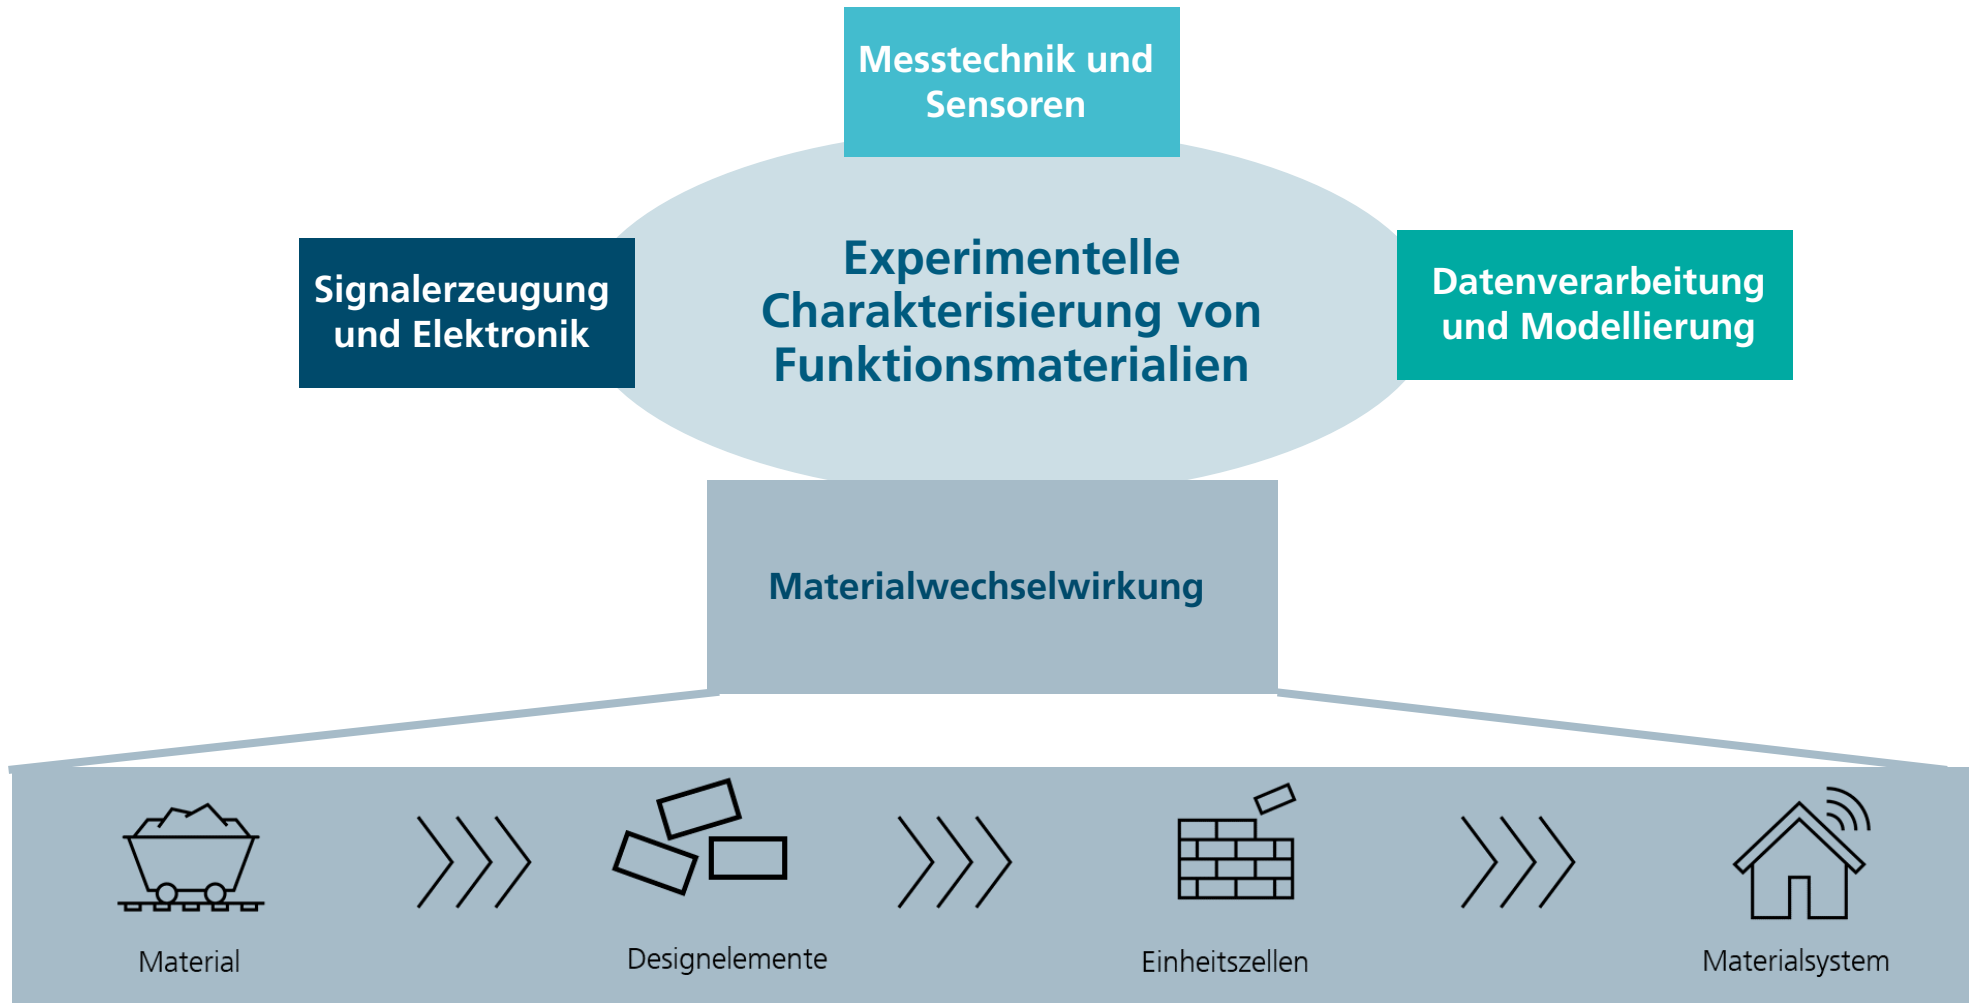 Messtechnik und
Sensoren
Signalerzeugung
und Elektronik
Experimentelle
Charakterisierung von
Funktionsmaterialien
Datenverarbeitung
und Modellierung
Materialwechselwirkung
Material
Designelemente
Einheitszellen
Materialsystem